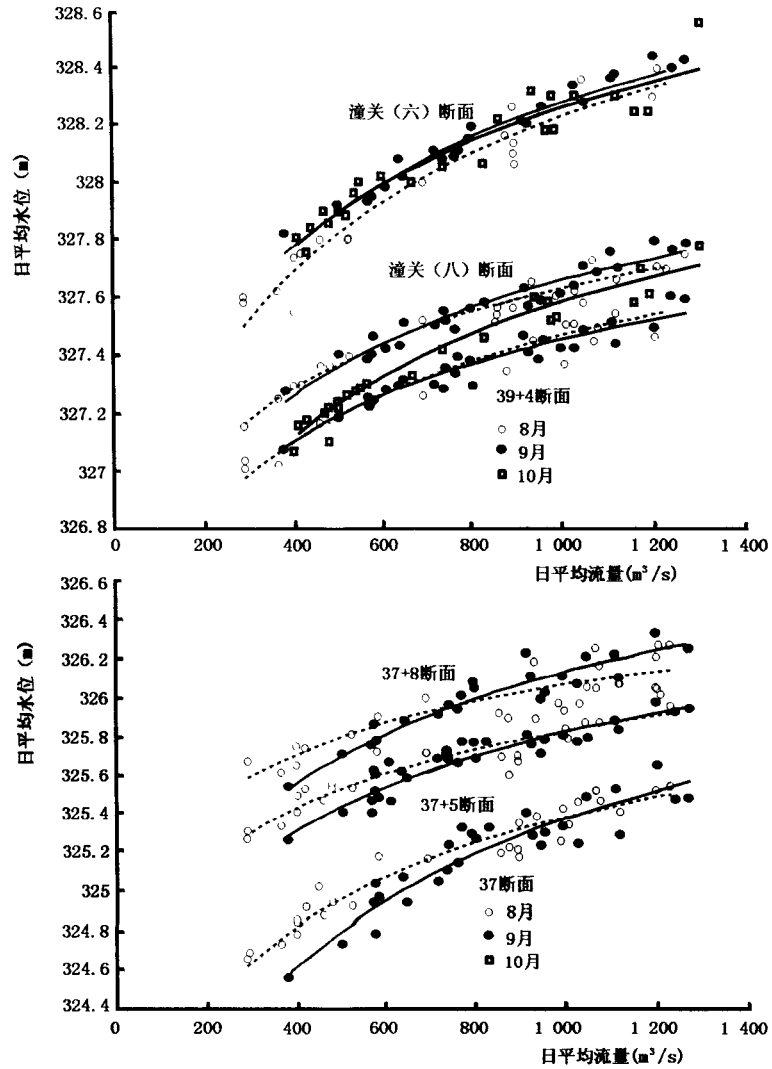 328.6
328.4
328.2
328
327.8
327.6
327.4
327.2
327
326.8
日平均水位 (m)
潼关（六）断面
潼关（八）断面
39+4断面
8月
9月
10月
0 200 400 600 800 1 000 1 200 1 400
日平均流量(m³/s)
326.6
326.4
326.2
326
325.8
325.6
325.4
325.2
325
324.8
324.6
324.4
日平均水位 (m)
37+8断面
37+5断面
37断面
8月
9月
10月
0 200 400 600 800 1 000 1 200 1 400
日平均流量(m³/s)